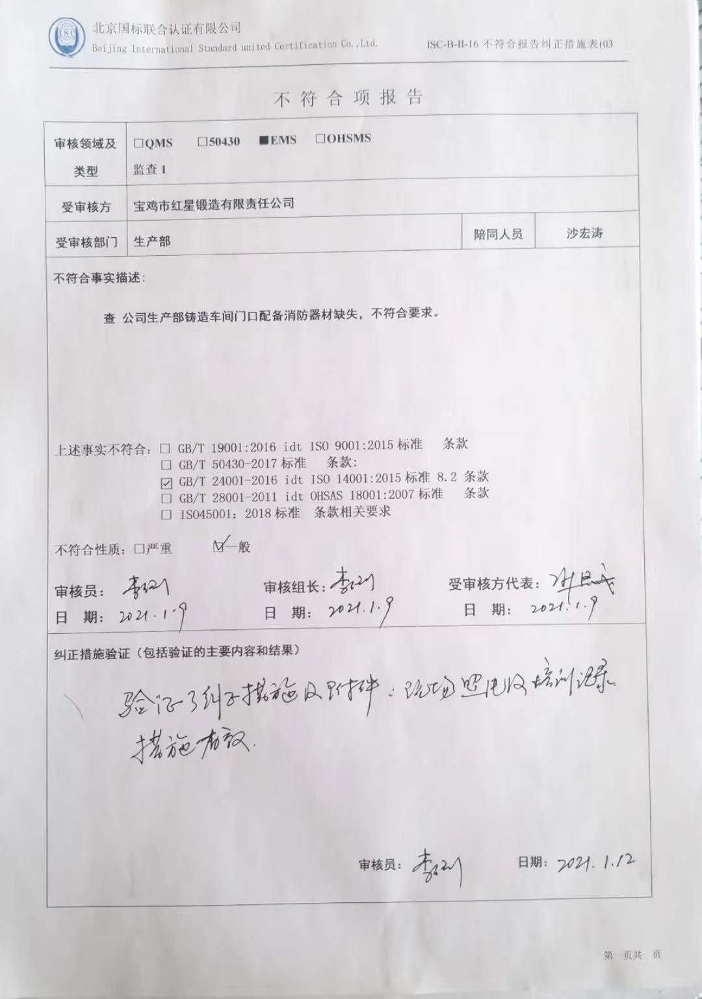 ISC
北京国标联合认证有限公司
Beijing International Standard united Certification Co.,Ltd.
ISC-B-II-16 不符合报告纠正措施表(03
不符合项报告
审核领域及类型
□QMS □50430 ■EMS □OHSMS
监查 1
受审核方 宝鸡市红星锻造有限责任公司
受审核部门 生产部 陪同人员 沙宏涛
不符合事实描述:
查 公司生产部铸造车间门口配备消防器材缺失，不符合要求。
上述事实不符合: □ GB/T 19001:2016 idt ISO 9001:2015 标准 条款
□ GB/T 50430-2017 标准 条款:
☑ GB/T 24001-2016 idt ISO 14001:2015 标准 8.2 条款
□ GB/T 28001-2011 idt OHSAS 18001:2007 标准 条款
□ ISO45001: 2018 标准 条款相关要求
不符合性质: □严重 ☑一般
审核员: 审核组长: 受审核方代表:
日 期: 2021.1.9 日 期: 2021.1.9 日 期: 2021.1.9
纠正措施验证（包括验证的主要内容和结果）
验证了纠正措施及附件：现场照片及培训记录.
措施有效.
审核员: 日期: 2021.1.12
第 页共 页